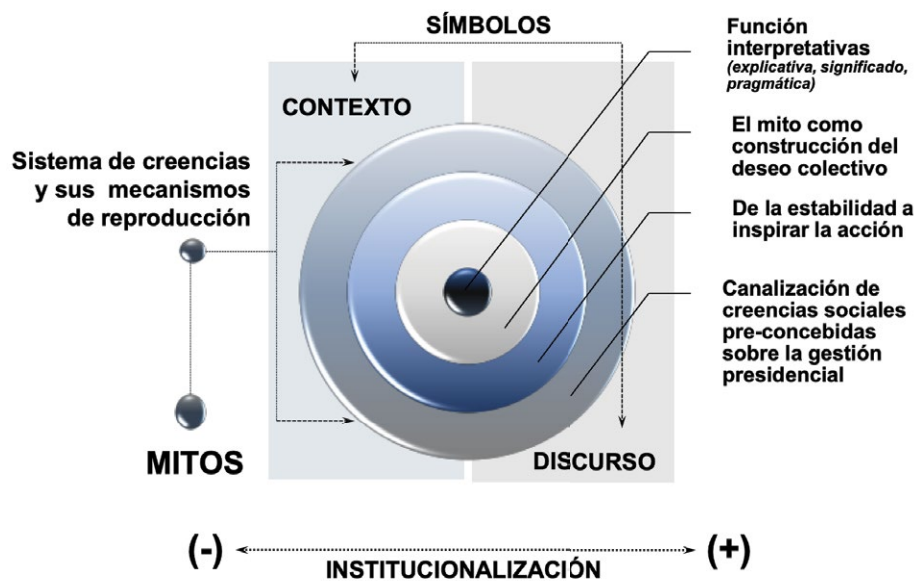 SÍMBOLOS
CONTEXTO
Sistema de creencias
y sus mecanismos
de reproducción
MITOS
Función
interpretativas
(explicativa, significado,
pragmática)
El mito como
construcción del
deseo colectivo
De la estabilidad a
inspirar la acción
Canalización de
creencias sociales
pre-concebidas
sobre la gestión
presidencial
DISCURSO
(-)
(+)
INSTITUCIONALIZACIÓN